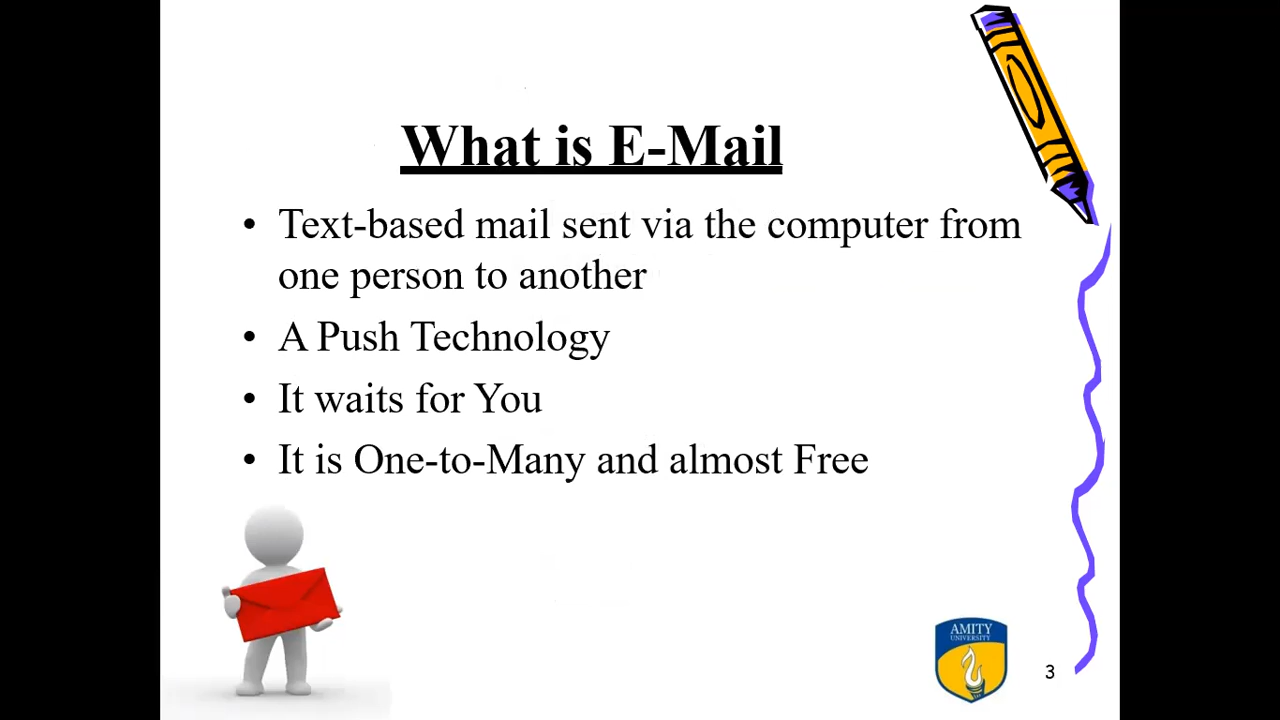 What is E-Mail
• Text-based mail sent via the computer from
one person to another
• A Push Technology
• It waits for You
• It is One-to-Many and almost Free
AMITY
UNIVERSITY
3